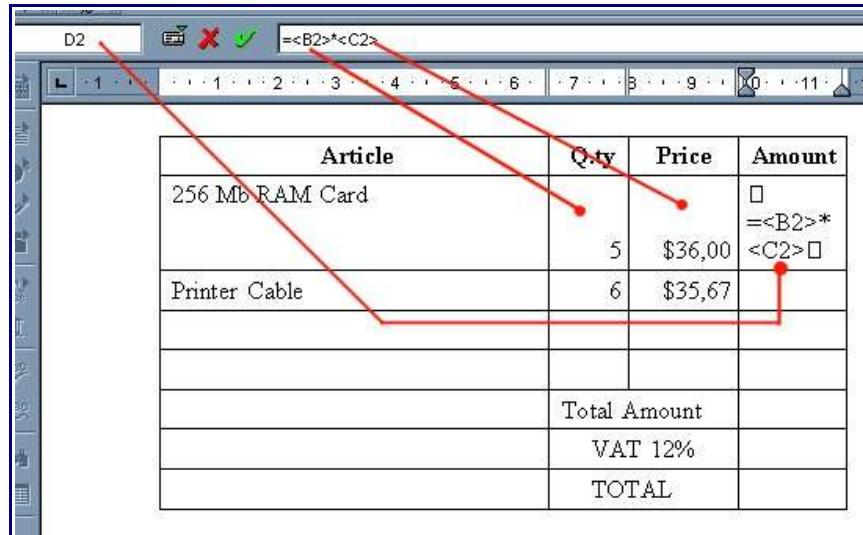 D2 =<B2>*<C2>
L 1 1 2 3 4 5 6 7 8 9 11
Article Q.ty Price Amount
256 Mb RAM Card
=<B2>*
5 $36,00 <C2>
Printer Cable 6 $35,67
Total Amount
VAT 12%
TOTAL